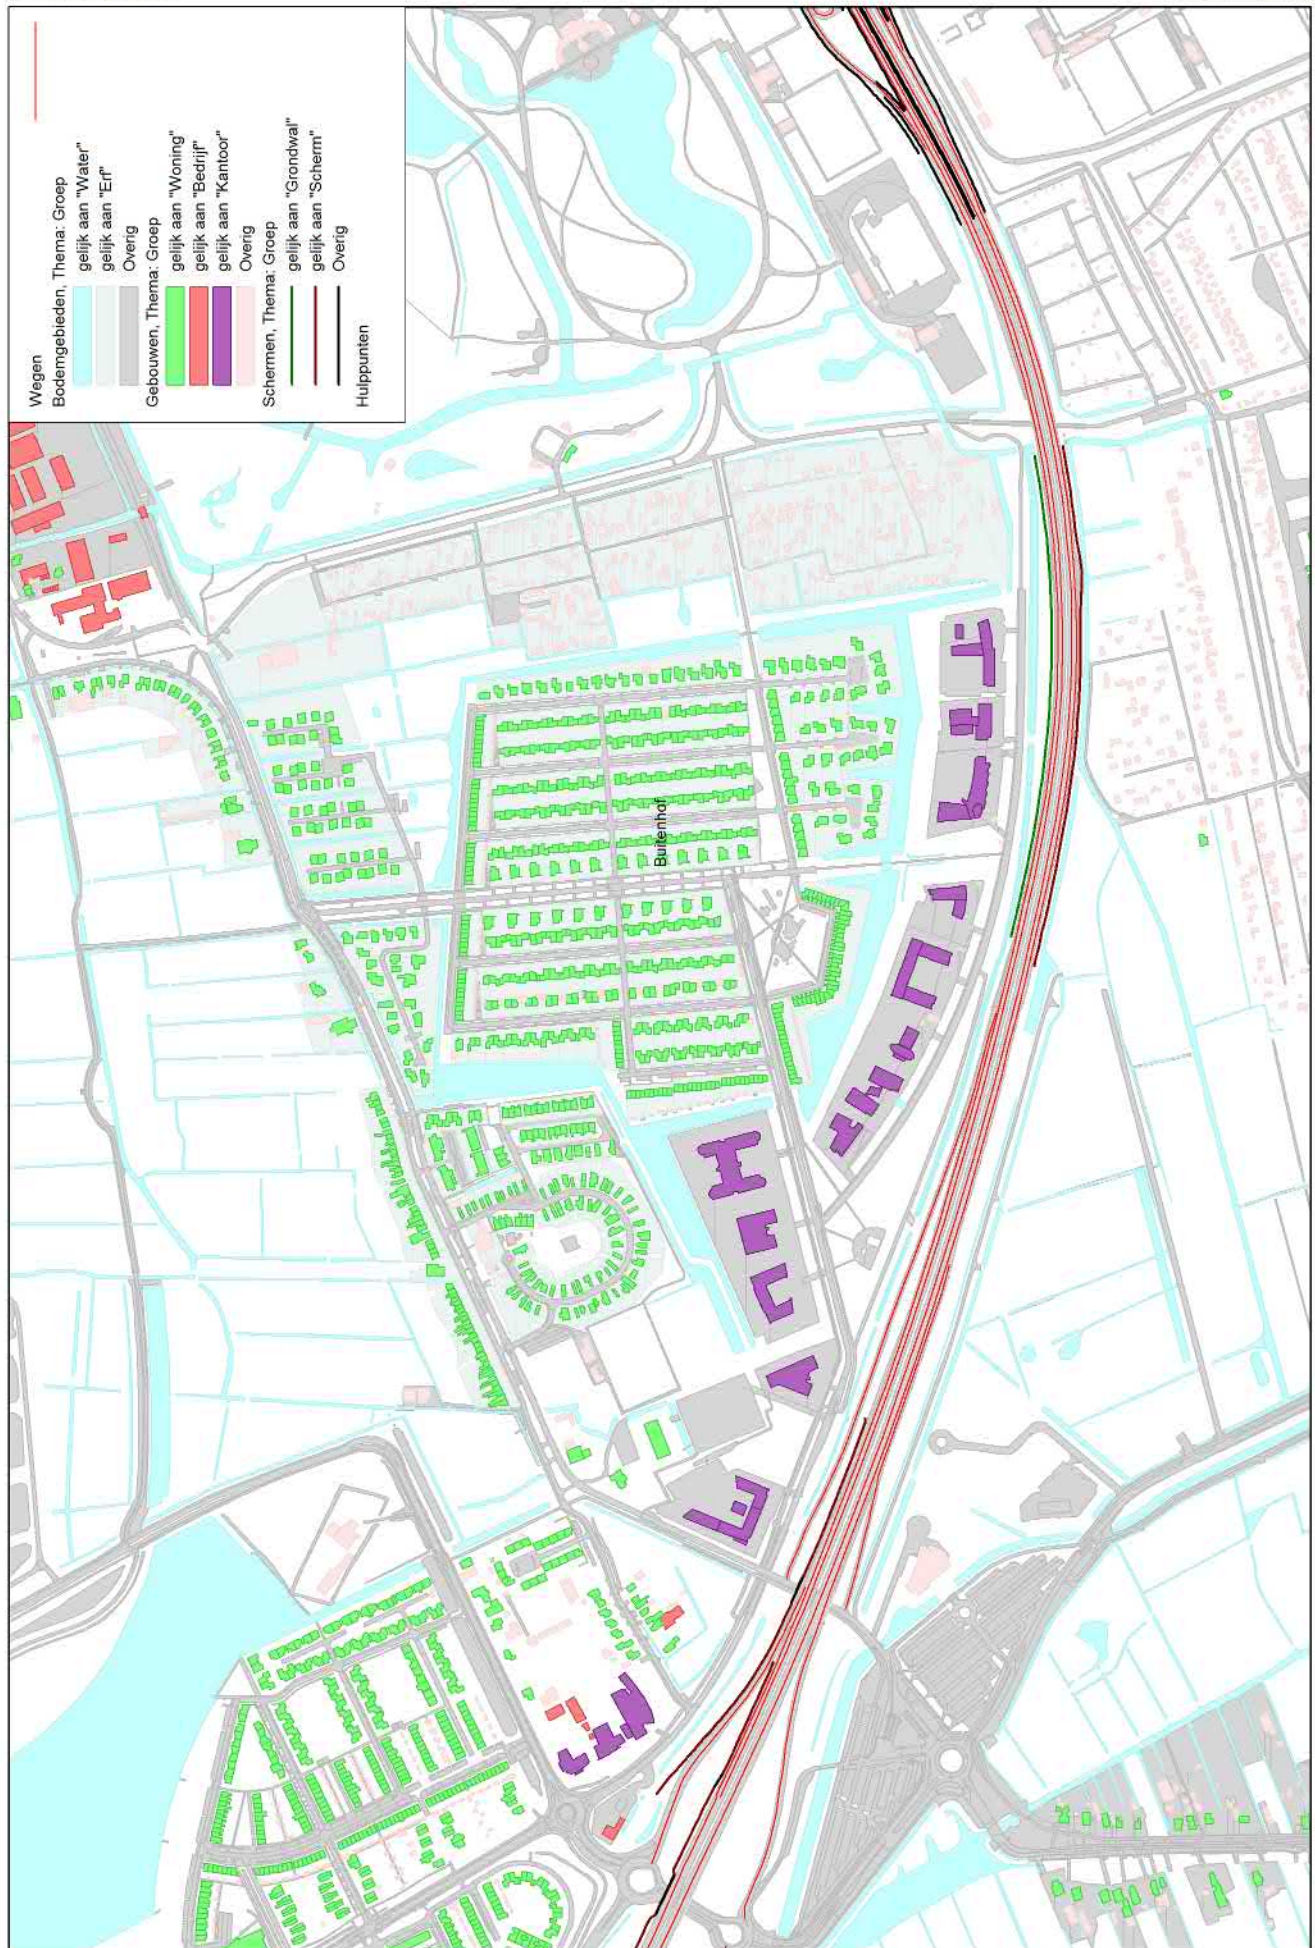 Wegen
Bodemgebieden, Thema: Groep
gelijk aan "Water"
gelijk aan "Erf"
Overig
Gebouwen, Thema: Groep
gelijk aan "Woning"
gelijk aan "Bedrijf"
gelijk aan "Kantoor"
Overig
Schermen, Thema: Groep
gelijk aan "Grondwal"
gelijk aan "Scherm"
Overig
Hulppunten
Buitenhof